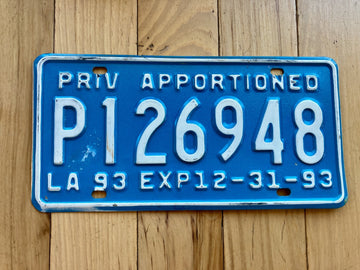 PRIV APPORTIONED
P126948
LA 93 EXP12-31-93